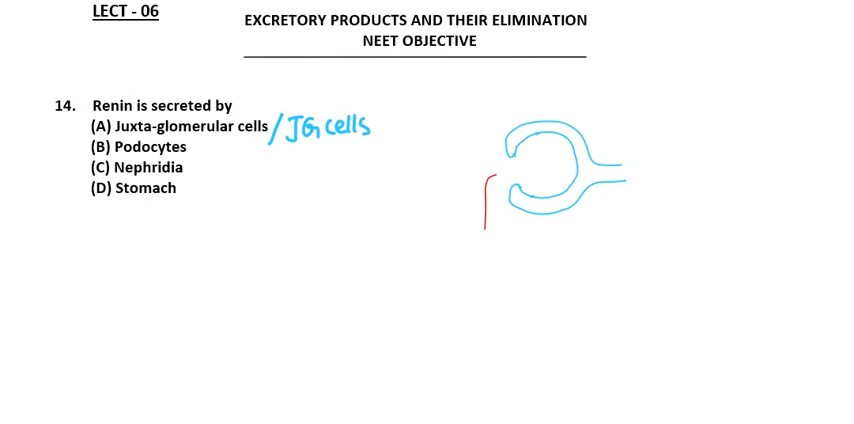 LECT - 06
EXCRETORY PRODUCTS AND THEIR ELIMINATION
NEET OBJECTIVE
14. Renin is secreted by
(A) Juxta-glomerular cells / JG cells
(B) Podocytes
(C) Nephridia
(D) Stomach